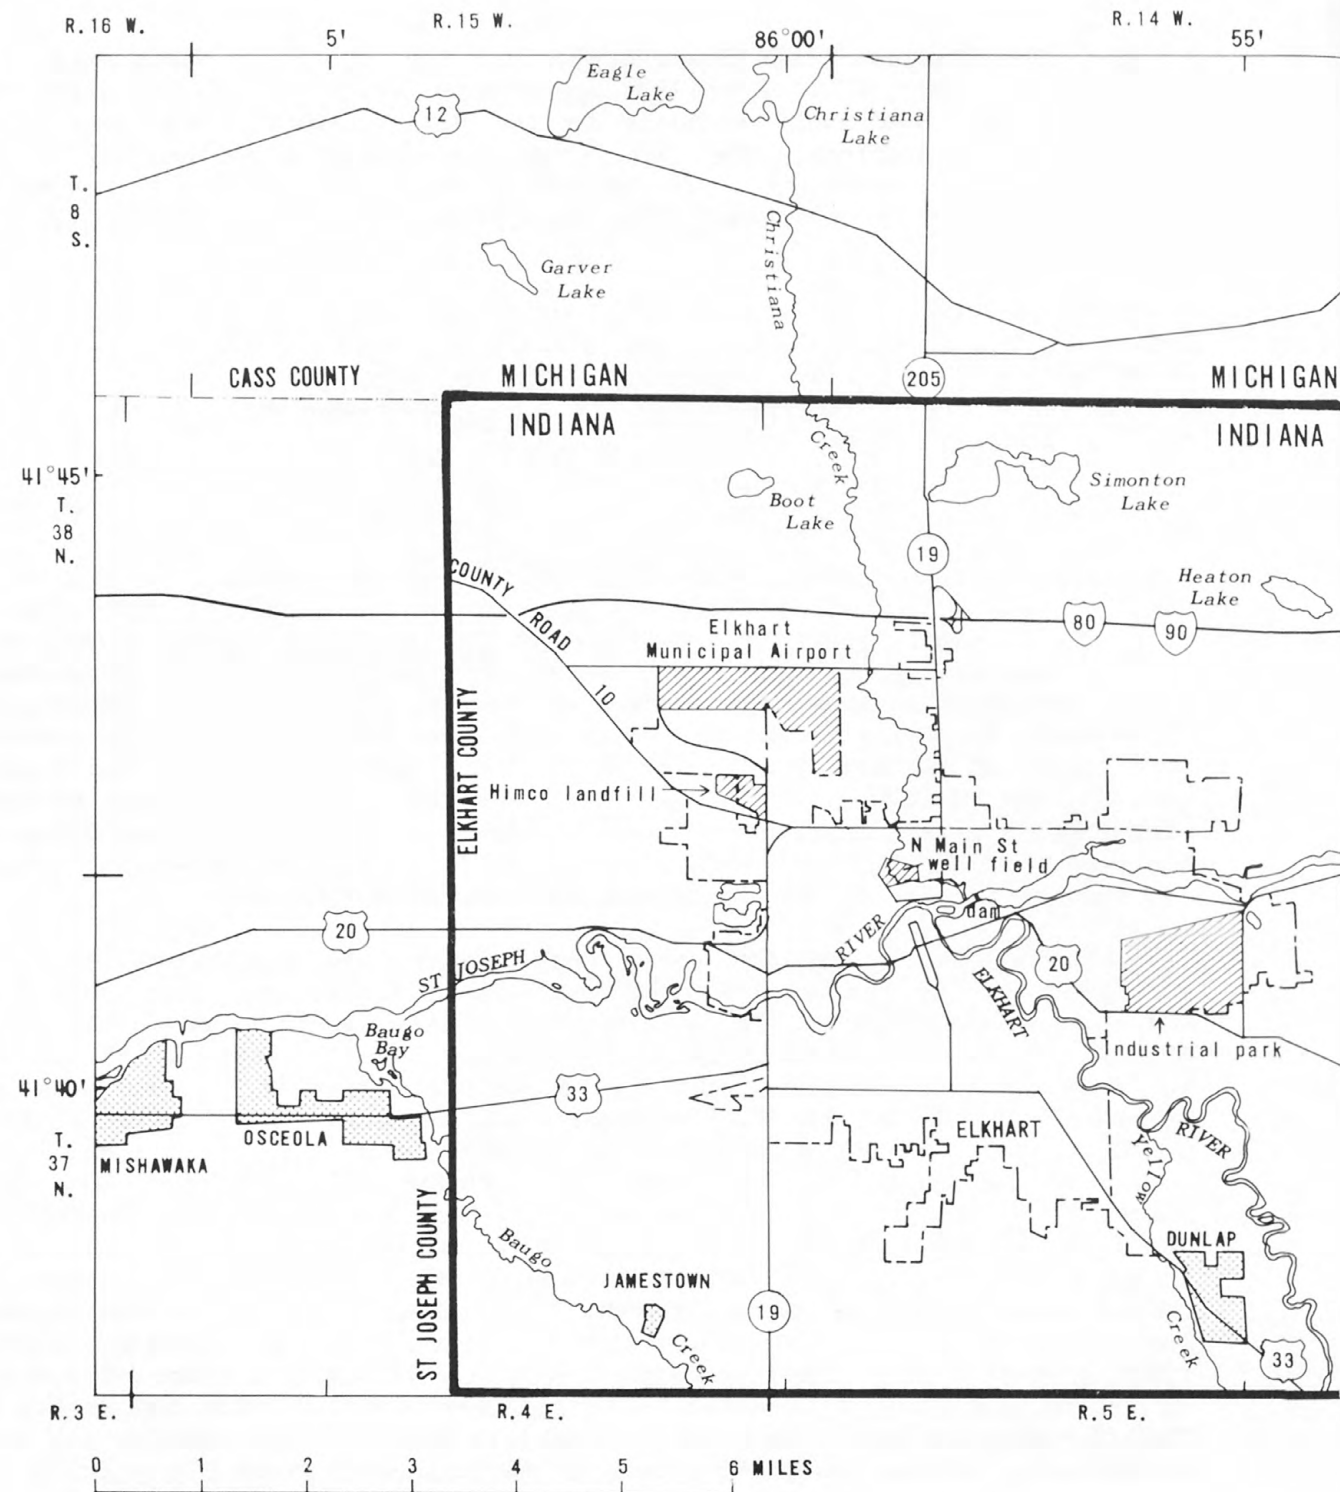 R.16 W.
R.15 W.
R.14 W.
5'
86°00'
55'
Eagle
Lake
12
Christiana
Lake
T.
8
S.
Christiana
Garver
Lake
CASS COUNTY
MICHIGAN
205
MICHIGAN
INDIANA
INDIANA
Creek
41°45'
T.
38
N.
Boot
Lake
Simonton
Lake
19
COUNTY
ROAD
10
Heaton
Lake
80
90
Elkhart
Municipal Airport
ELKHART COUNTY
Himco landfill
N Main St
well field
dam
20
ST JOSEPH
RIVER
20
ELKHART
Baugo
Bay
Industrial park
41°40'
33
OSCEOLA
MISHAWAKA
T.
37
N.
ELKHART
RIVER
Yellow
ST JOSEPH COUNTY
Baugo
DUNLAP
JAMESTOWN
19
Creek
Creek
33
R.3 E.
R.4 E.
R.5 E.
0 1 2 3 4 5 6 MILES